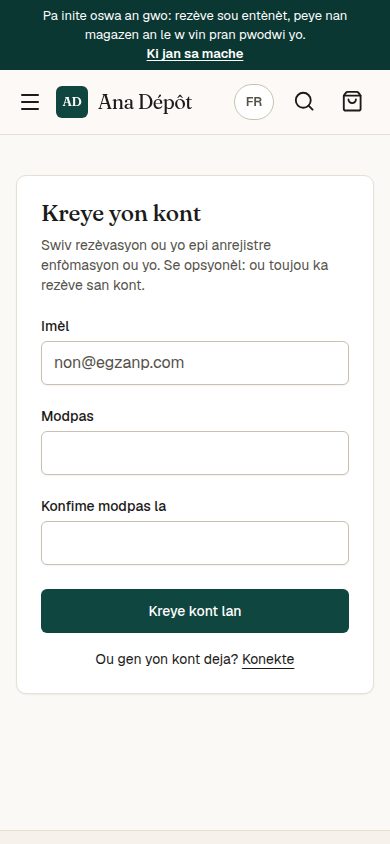 Pa inite oswa an gwo: rezève sou entènèt, peye nan
magazen an le w vin pran pwodwi yo.
Ki jan sa mache
AD
Ana Dépôt
FR
Kreye yon kont
Swiv rezèvasyon ou yo epi anrejistre
enfòmasyon ou yo. Se opsyonèl: ou toujou ka
rezève san kont.
Imèl
non@egzanp.com
Modpas
Konfime modpas la
Kreye kont lan
Ou gen yon kont deja? Konekte